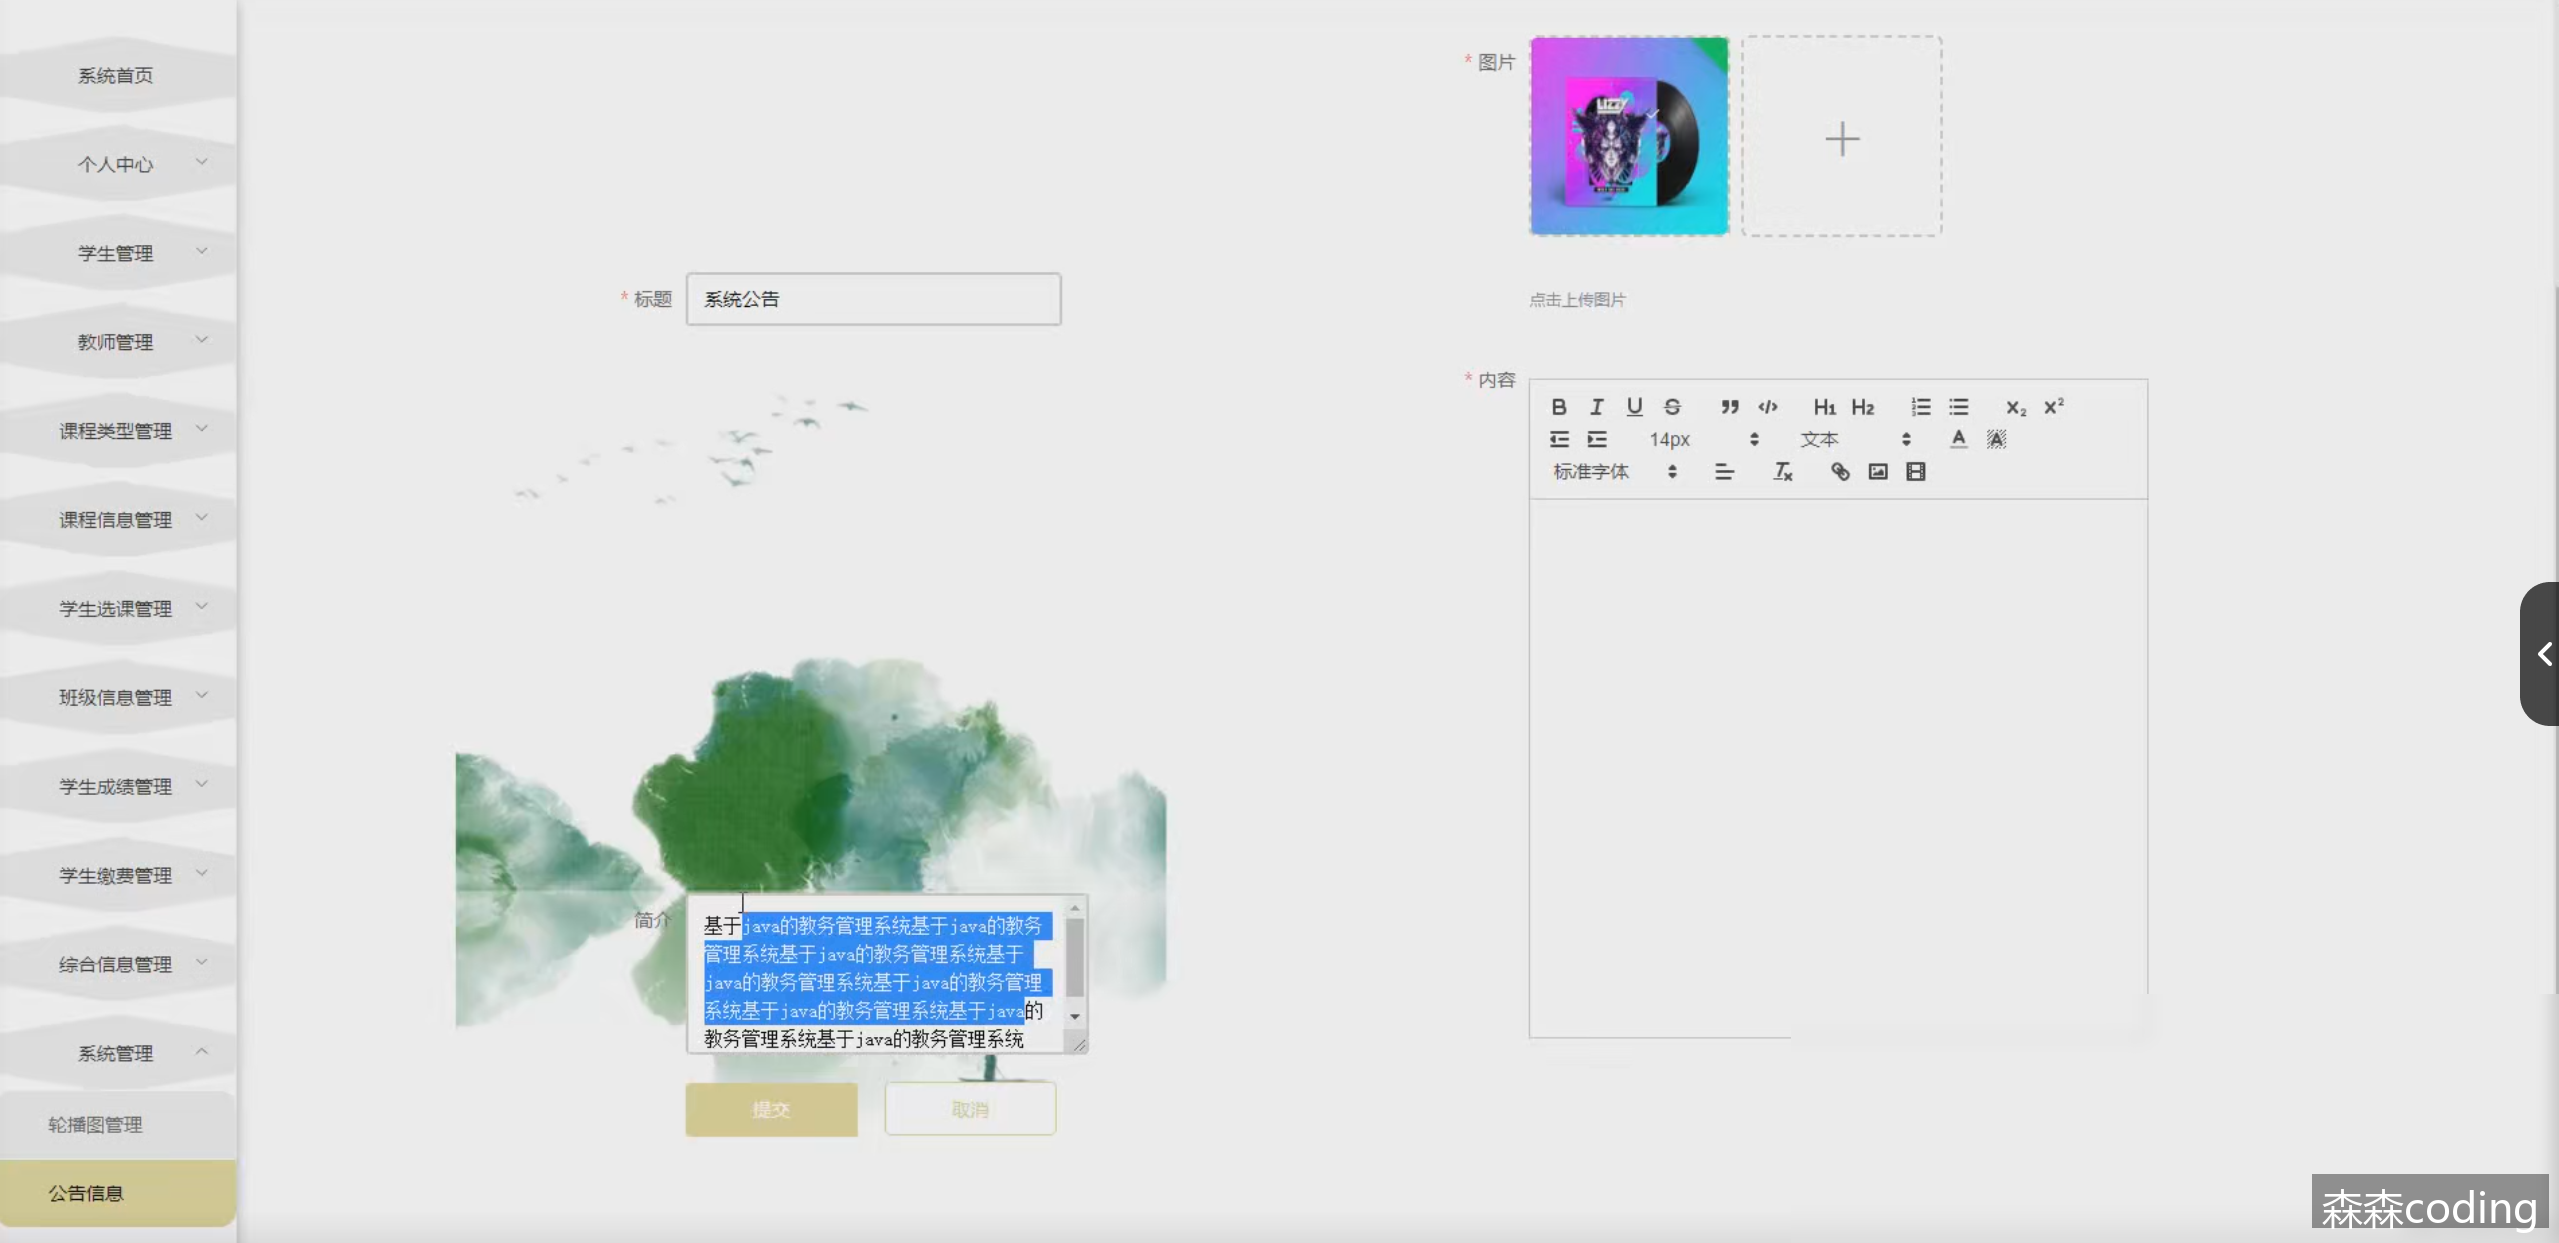 系统首页
个人中心
学生管理
教师管理
课程类型管理
课程信息管理
学生选课管理
班级信息管理
学生成绩管理
学生缴费管理
综合信息管理
系统管理
轮播图管理
公告信息
* 图片
LIZZY
* 标题
系统公告
点击上传图片
* 内容
B I U S ” </> H1 H2 X2 X2
14px 文本 A A
标准字体 Tx
简介
基于java的教务管理系统基于java的教务
管理系统基于java的教务管理系统基于
java的教务管理系统基于java的教务管理
系统基于java的教务管理系统基于java的
教务管理系统基于java的教务管理系统
提交
取消
森森coding